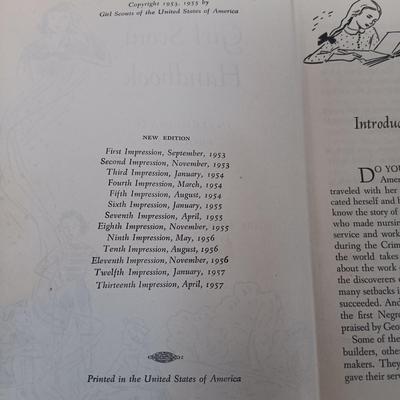 Copyright 1953, 1955 by
Girl Scouts of the United States of America
NEW EDITION
First Impression, September, 1953
Second Impression, November, 1953
Third Impression, January, 1954
Fourth Impression, March, 1954
Fifth Impression, August, 1954
Sixth Impression, January, 1955
Seventh Impression, April, 1955
Eighth Impression, November, 1955
Ninth Impression, May, 1956
Tenth Impression, August, 1956
Eleventh Impression, November, 1956
Twelfth Impression, January, 1957
Thirteenth Impression, April, 1957
Printed in the United States of America
Introduc
DO YOU
Ameri
traveled with her
cated herself and b
know the story of
who made nursin
service and work
during the Crim
the world takes
about the work
the discoverers o
many setbacks i
succeeded. And
the first Negro
praised by Geo
Some of the
builders, othe
makers. They
gave their serv